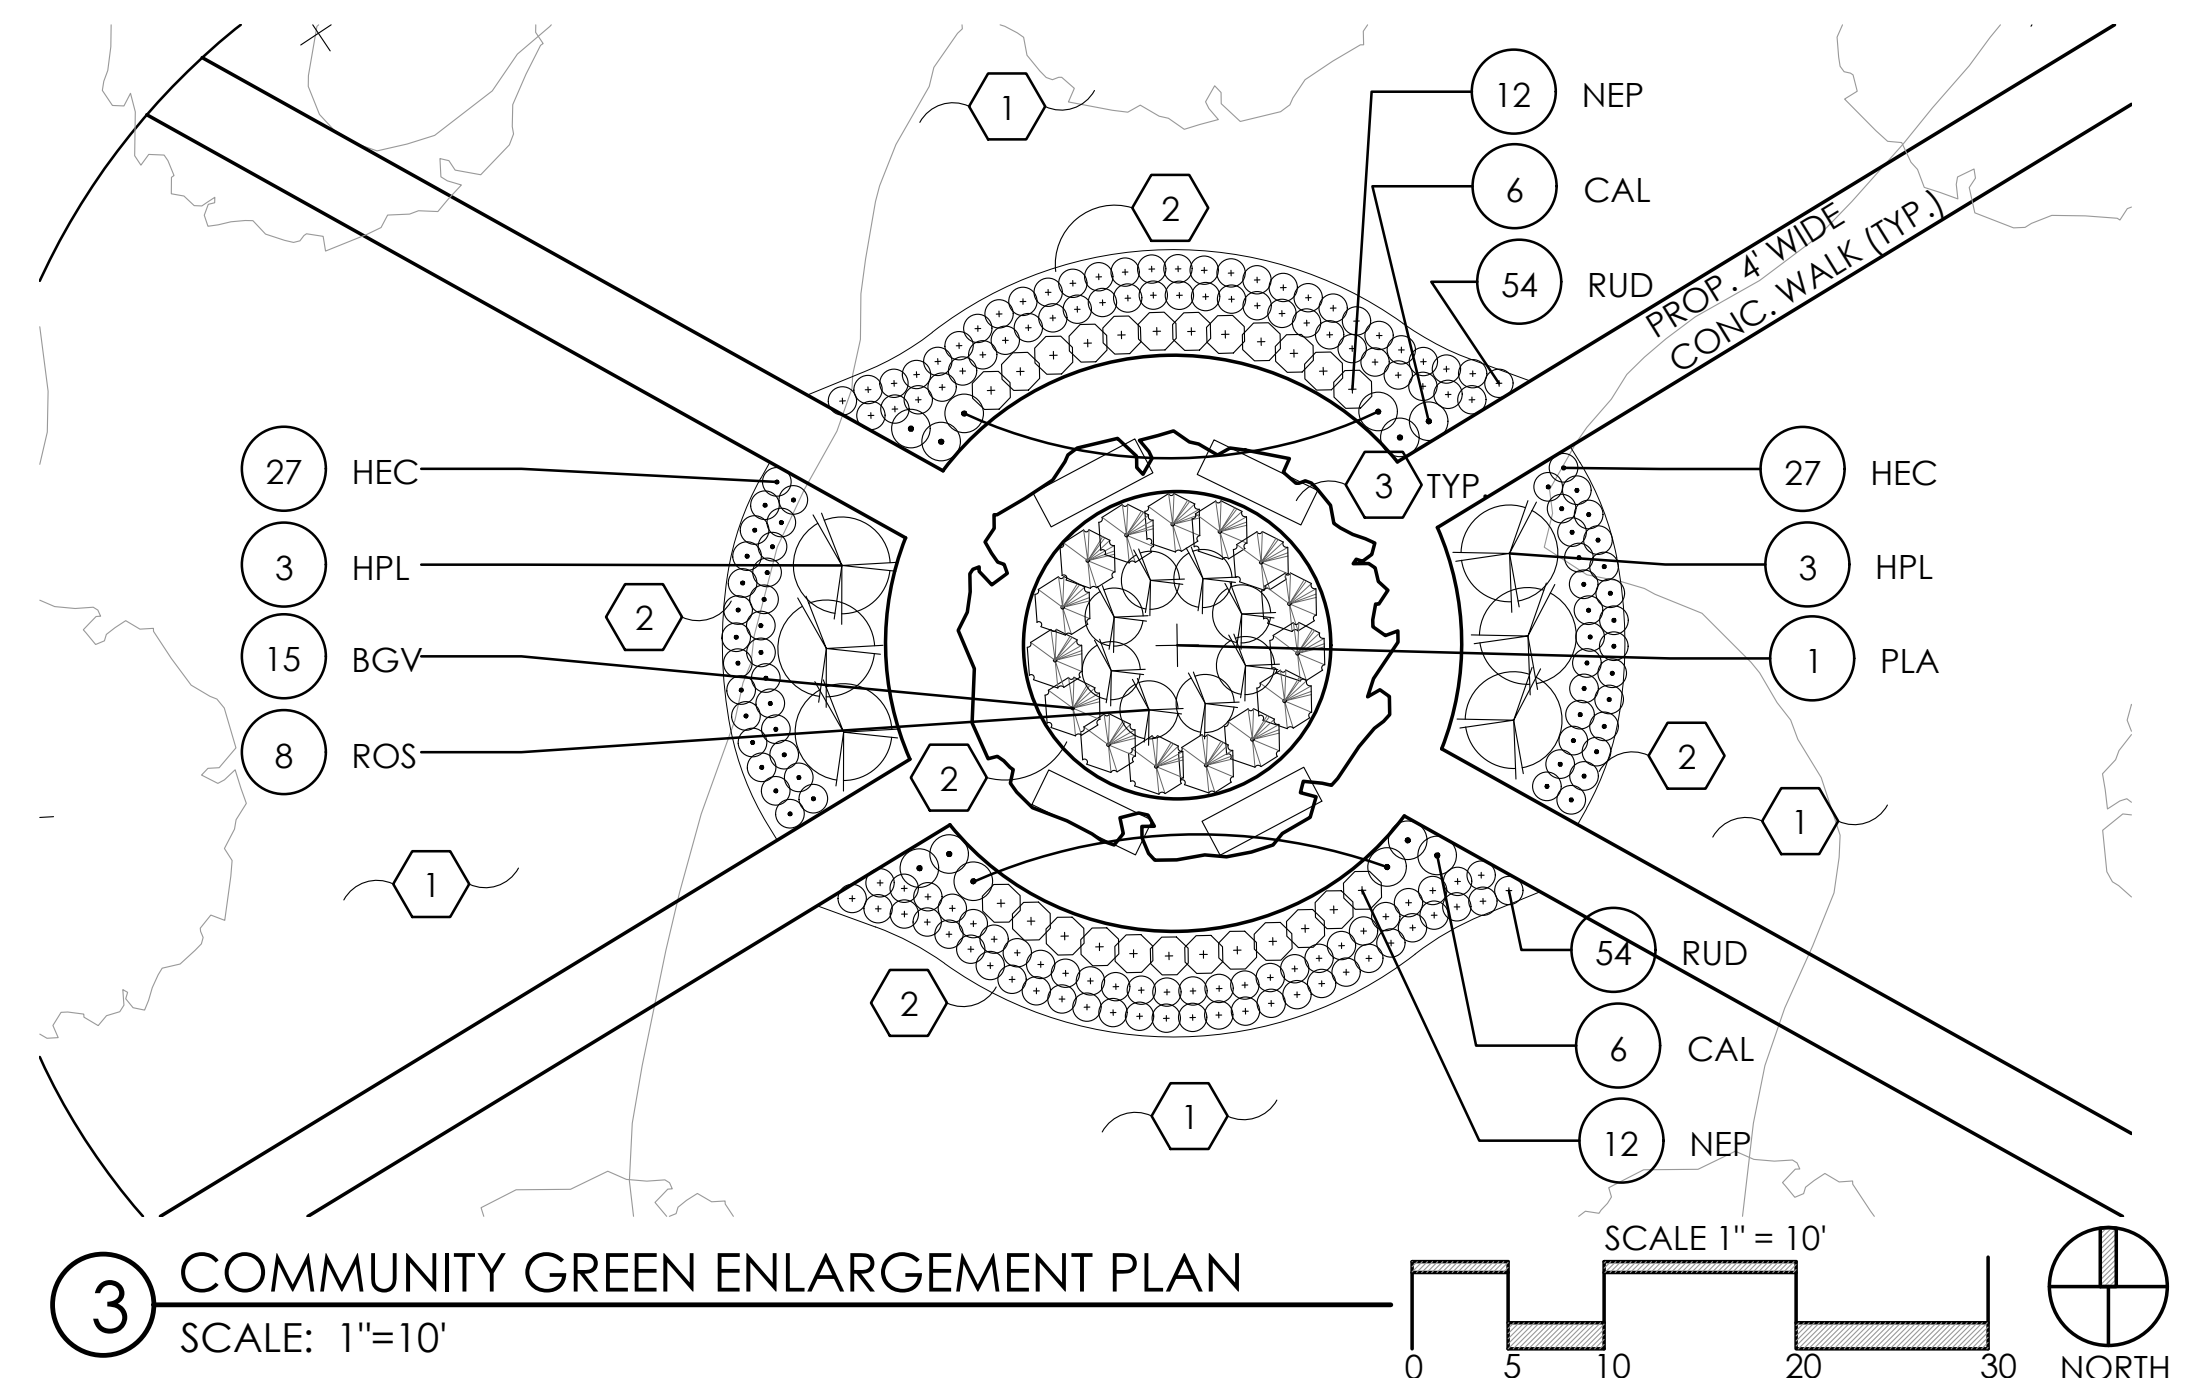 1
12 NEP
2
6 CAL
54 RUD
PROP. 4' WIDE
CONC. WALK (TYP.)
27 HEC
3 TYP.
27 HEC
3 HPL
3 HPL
2
15 BGV
1 PLA
8 ROS
2
2
1
1
54 RUD
2
6 CAL
1
12 NEP
3 COMMUNITY GREEN ENLARGEMENT PLAN
SCALE: 1"=10'
SCALE 1" = 10'
0 5 10 20 30
NORTH